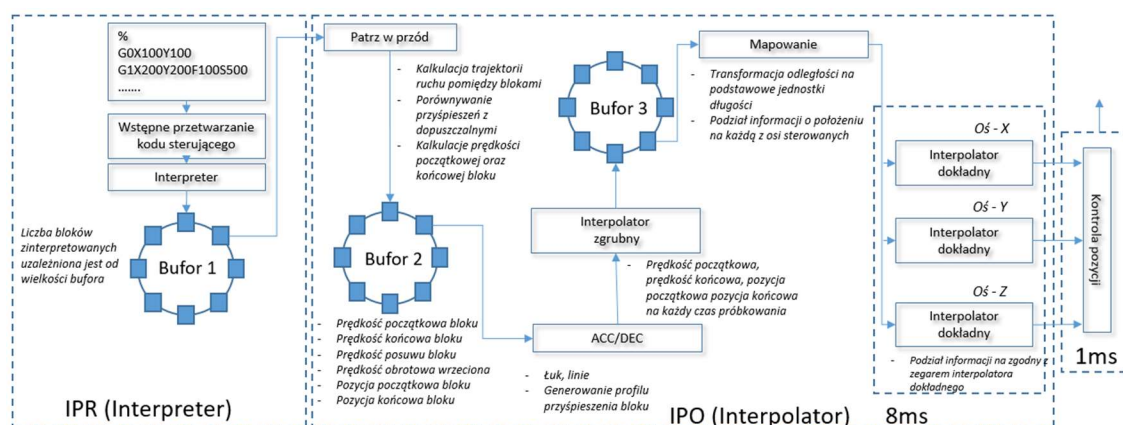 %
G0X100Y100
G1X200Y200F100S500
.......
Wstępne przetwarzanie
kodu sterującego
Interpreter
Bufor 1
Liczba bloków
zinterpretowanych
uzależniona jest od
wielkości bufora
IPR (Interpreter)
Patrz w przód
- Kalkulacja trajektorii
ruchu pomiędzy blokami
- Porównywanie
przyśpieszeń z
dopuszczalnymi
- Kalkulacje prędkości
początkowej oraz
końcowej bloku
Bufor 2
- Prędkość początkowa bloku
- Prędkość końcowa bloku
- Prędkość posuwu bloku
- Prędkość obrotowa wrzeciona
- Pozycja początkowa bloku
- Pozycja końcowa bloku
ACC/DEC
- Łuk, linie
- Generowanie profilu
przyśpieszenia bloku
Interpolator
zgrubny
- Prędkość początkowa,
prędkość końcowa, pozycja
początkowa pozycja końcowa
na każdy czas próbkowania
Bufor 3
Mapowanie
- Transformacja odległości na
podstawowe jednostki
długości
- Podział informacji o położeniu
na każdą z osi sterowanych
Oś - X
Interpolator
dokładny
Oś - Y
Interpolator
dokładny
Oś - Z
Interpolator
dokładny
- Podział informacji na zgodny z
zegarem interpolatora
dokładnego
IPO (Interpolator) 8ms
Kontrola pozycji
1ms